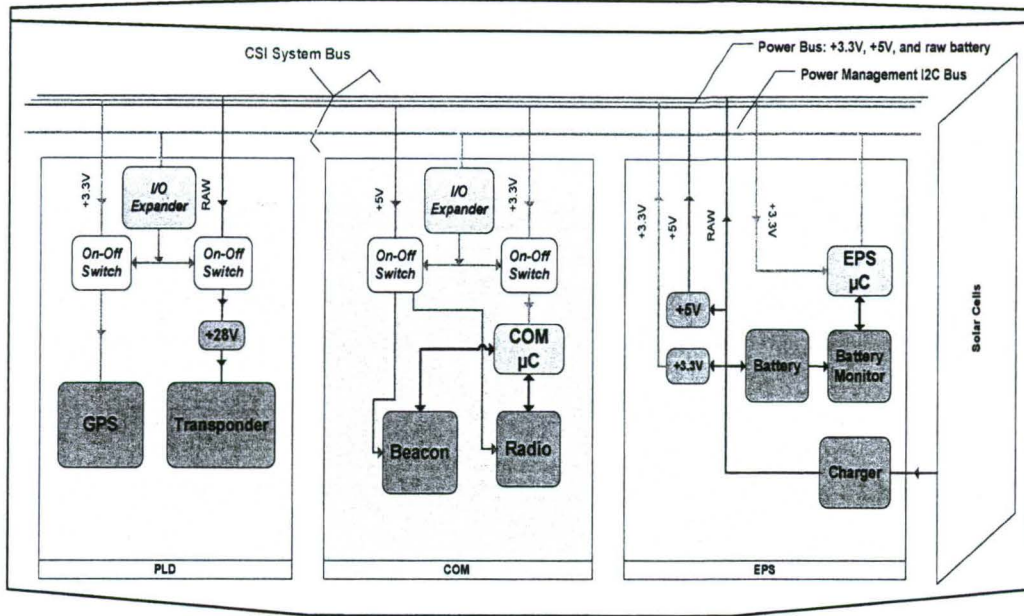 CSI System Bus
Power Bus: +3.3V, +5V, and raw battery
Power Management I2C Bus
+3.3V
I/O
Expander
RAW
On-Off
Switch
On-Off
Switch
+28V
GPS
Transponder
PLD
+5V
I/O
Expander
+3.3V
On-Off
Switch
On-Off
Switch
COM
µC
Beacon
Radio
COM
+3.3V
+5V
RAW
+3.3V
EPS
µC
+5V
+3.3V
Battery
Battery
Monitor
Charger
EPS
Solar Cells